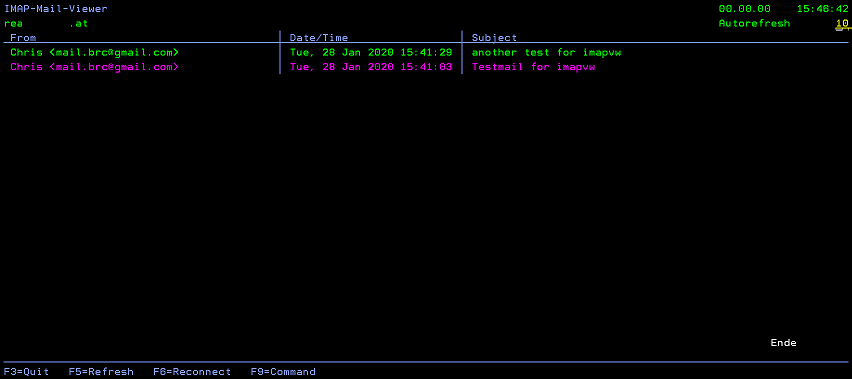 IMAP-Mail-Viewer 00.00.00 15:46:42
rea .at Autorefresh 10
From Date/Time Subject
Chris <mail.brc@gmail.com> Tue, 28 Jan 2020 15:41:29 another test for imapvw
Chris <mail.brc@gmail.com> Tue, 28 Jan 2020 15:41:03 Testmail for imapvw
Ende
F3=Quit F5=Refresh F6=Reconnect F9=Command